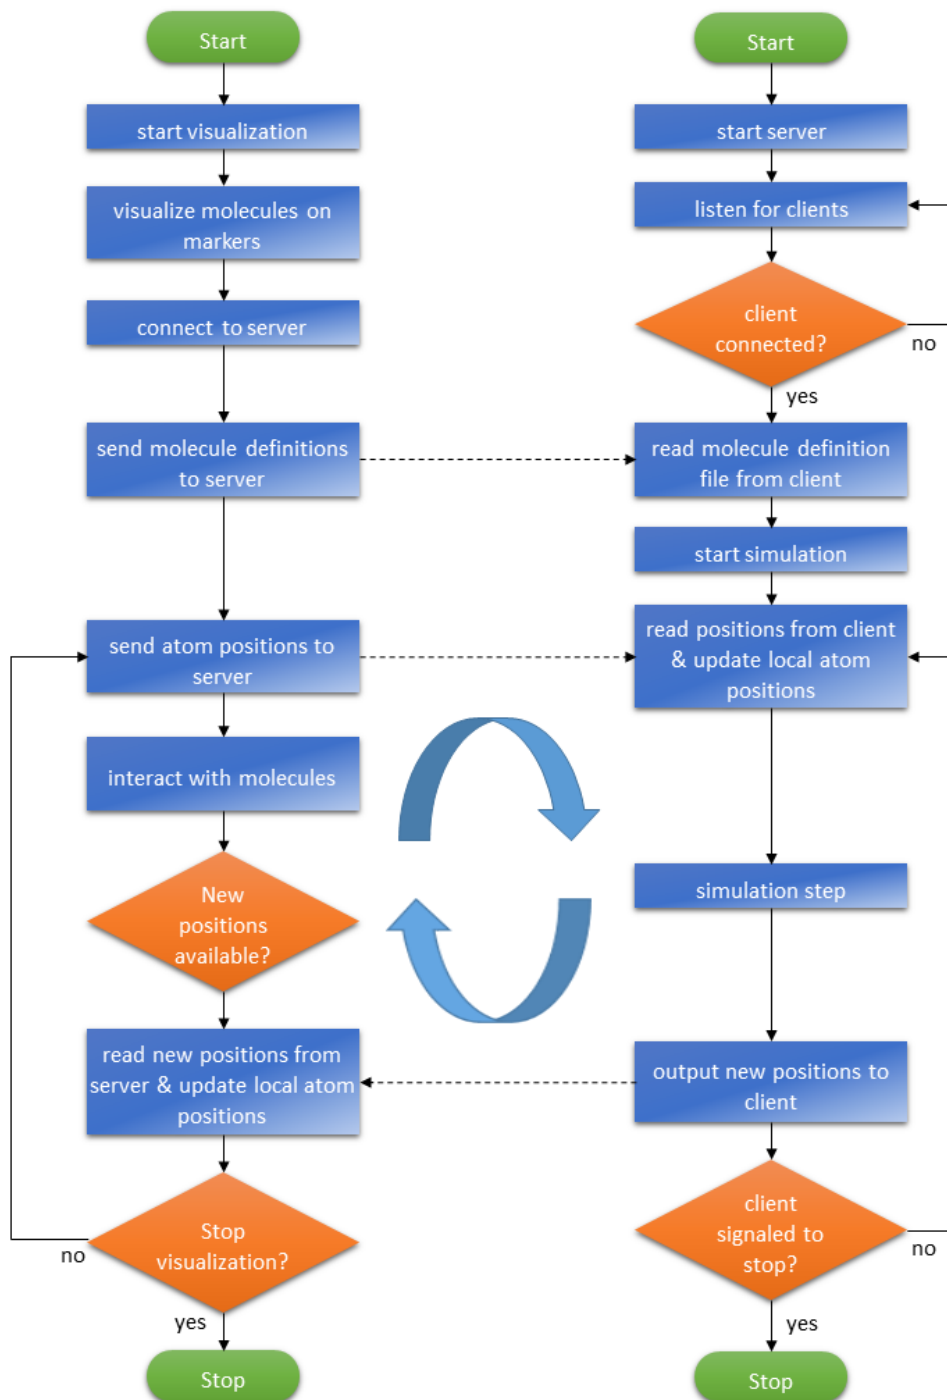 Start
start visualization
visualize molecules on
markers
connect to server
send molecule definitions
to server
send atom positions to
server
interact with molecules
New
positions
available?
read new positions from
server & update local atom
positions
Stop
visualization?
no
yes
Stop
Start
start server
listen for clients
client
connected?
no
yes
read molecule definition
file from client
start simulation
read positions from client
& update local atom
positions
simulation step
output new positions to
client
client
signaled to
stop?
no
yes
Stop